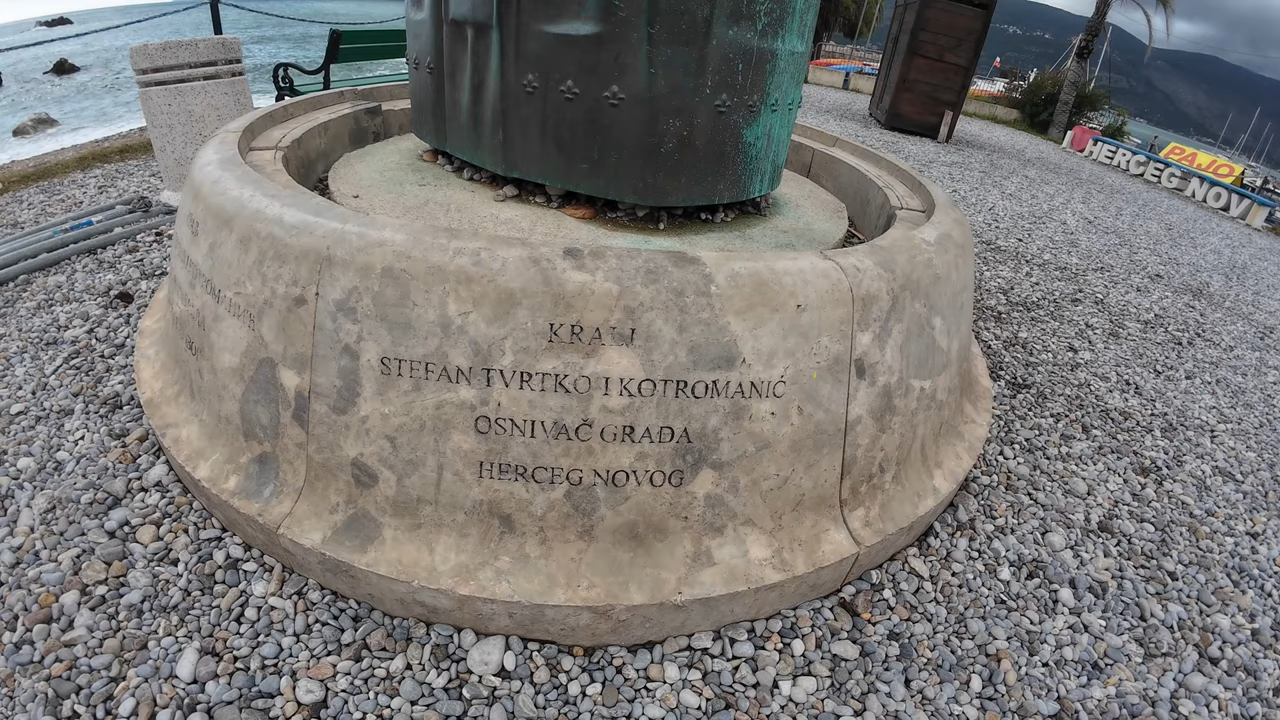 KRALJ
STEFAN TVRTKO I KOTROMANIĆ
OSNIVAČ GRADA
HERCEG NOVOG
PAJO
HERCEG NOVI